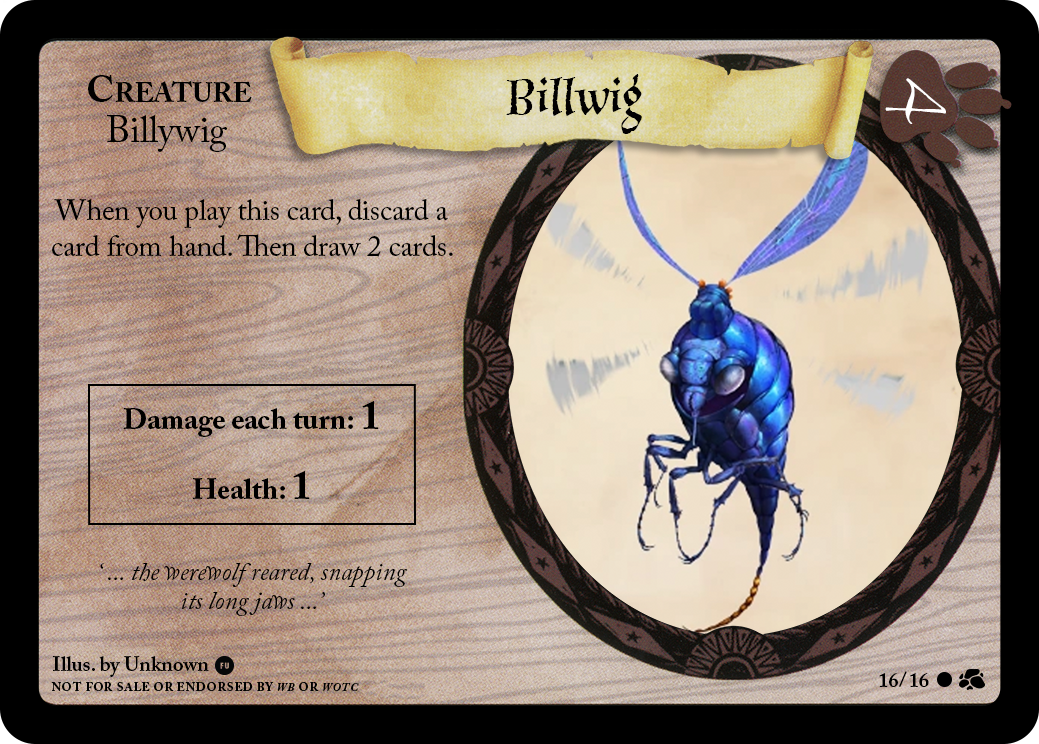 Billwig
4
Creature
Billywig
When you play this card, discard a
card from hand. Then draw 2 cards.
Damage each turn: 1
Health: 1
‘ ... the werewolf reared, snapping
its long jaws ...’
Illus. by Unknown FU
NOT FOR SALE OR ENDORSED BY WB OR WOTC
16/16